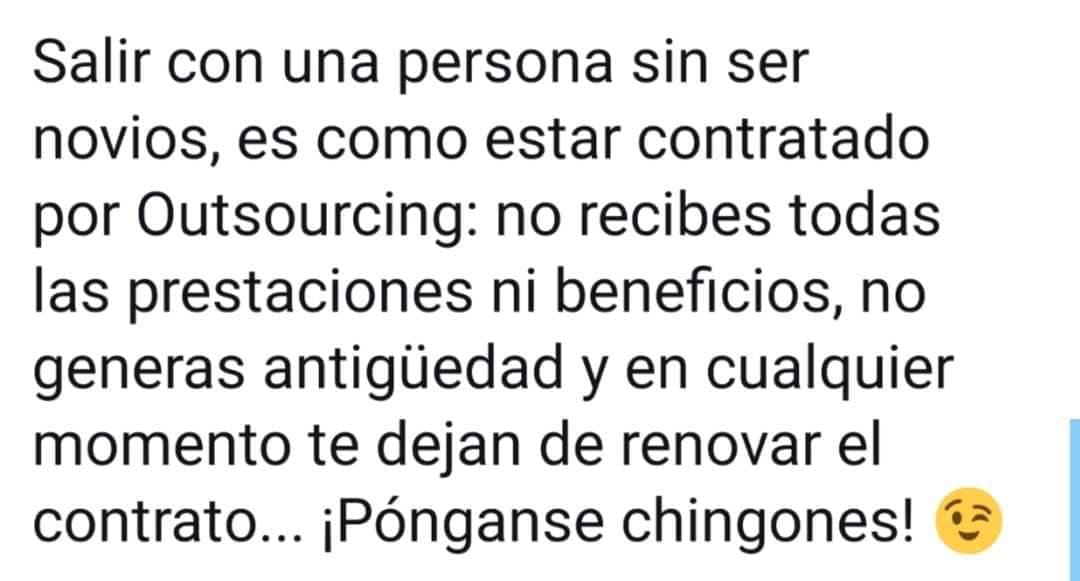 Salir con una persona sin ser
novios, es como estar contratado
por Outsourcing: no recibes todas
las prestaciones ni beneficios, no
generas antigüedad y en cualquier
momento te dejan de renovar el
contrato... ¡Pónganse chingones! 😉